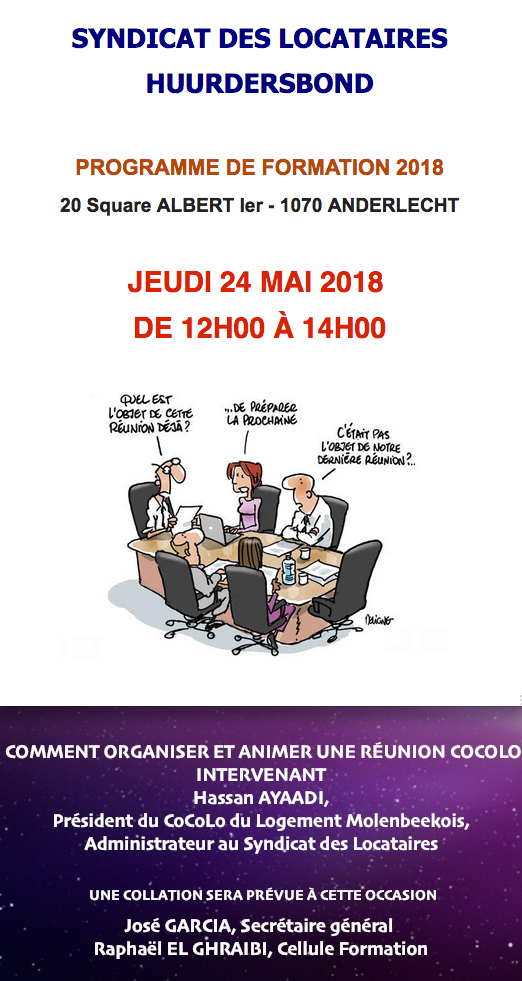 SYNDICAT DES LOCATAIRES
HUURDERSBOND
PROGRAMME DE FORMATION 2018
20 Square ALBERT Ier - 1070 ANDERLECHT
JEUDI 24 MAI 2018
DE 12H00 À 14H00
QUEL EST
L'OBJET DE CETTE
RÉUNION DÉJÀ ?
...DE PRÉPARER
LA PROCHAINE
C'ÉTAIT PAS
L'OBJET DE NOTRE
DERNIÈRE RÉUNION ?..
DELIGNE
COMMENT ORGANISER ET ANIMER UNE RÉUNION COCOLO
INTERVENANT
Hassan AYAADI,
Président du CoCoLo du Logement Molenbeekois,
Administrateur au Syndicat des Locataires
UNE COLLATION SERA PRÉVUE À CETTE OCCASION
José GARCIA, Secrétaire général
Raphaël EL GHRAIBI, Cellule Formation